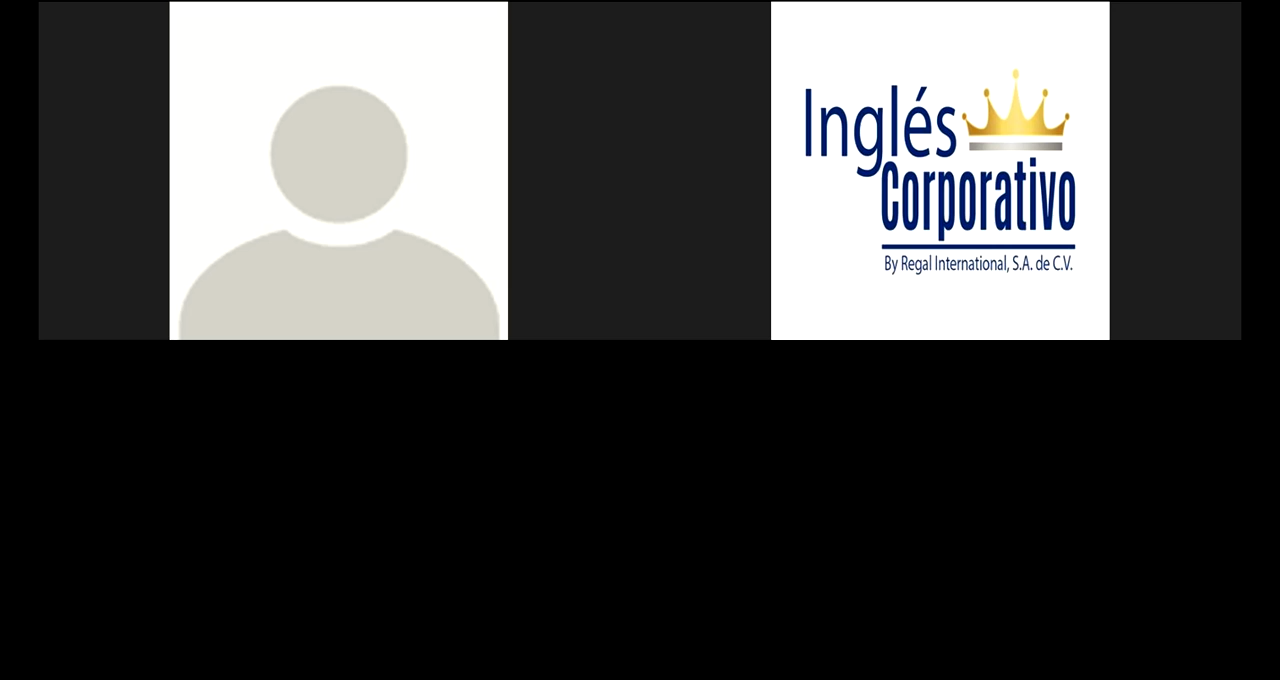 Inglés
Corporativo
By Regal International, S.A. de C.V.